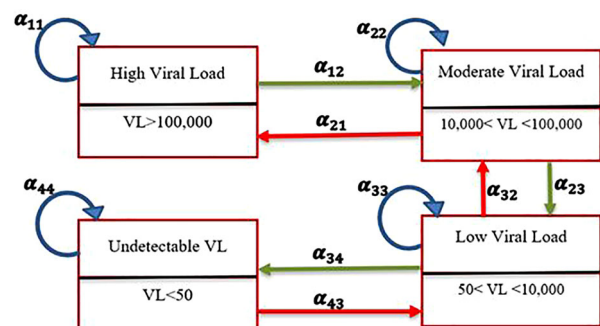 α11
High Viral Load
VL>100,000
α12
α21
α22
Moderate Viral Load
10,000< VL <100,000
α32
α23
α44
Undetectable VL
VL<50
α34
α43
α33
Low Viral Load
50< VL <10,000